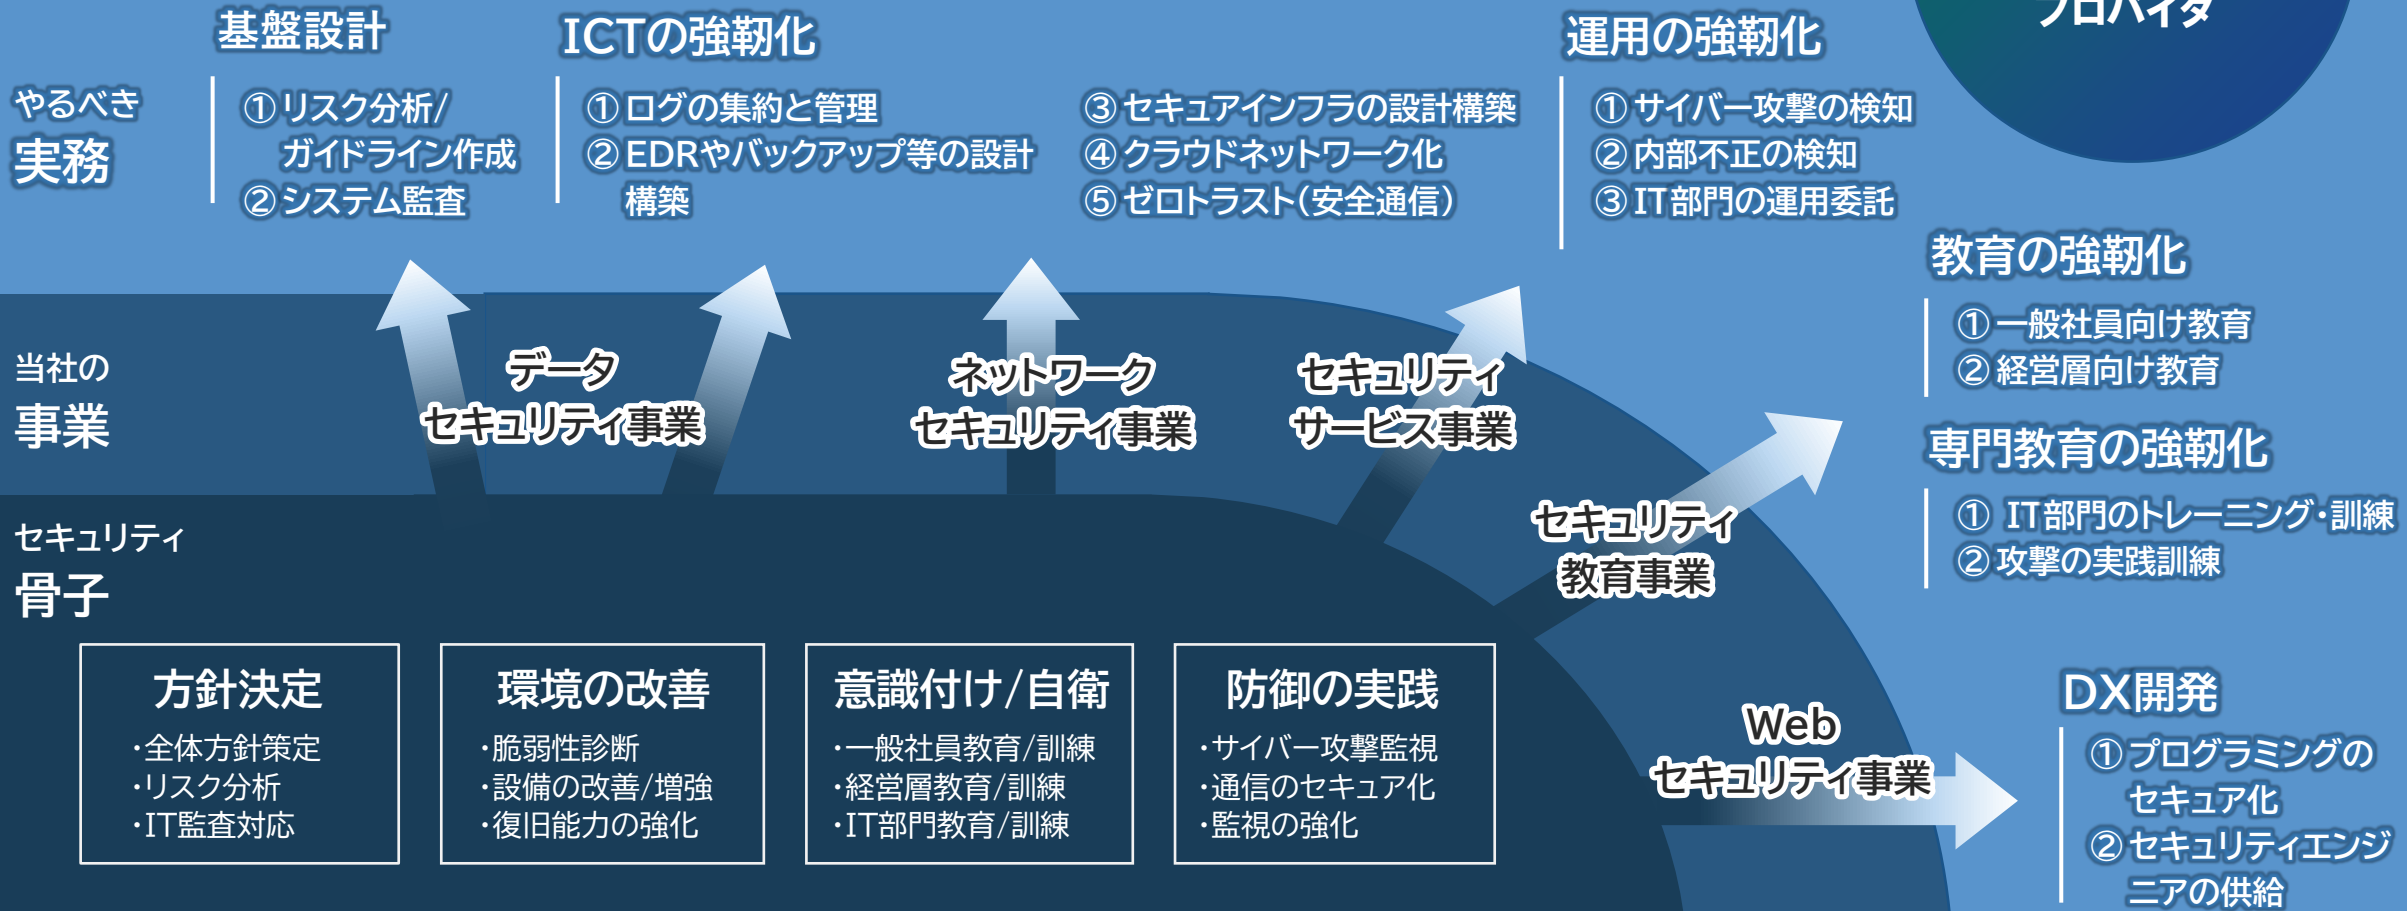 プロバイダ
やるべき
実務
基盤設計
① リスク分析/
ガイドライン作成
② システム監査
ICTの強靭化
① ログの集約と管理
② EDRやバックアップ等の設計
構築
③ セキュアインフラの設計構築
④ クラウドネットワーク化
⑤ ゼロトラスト（安全通信）
運用の強靭化
① サイバー攻撃の検知
② 内部不正の検知
③ IT部門の運用委託
教育の強靭化
① 一般社員向け教育
② 経営層向け教育
専門教育の強靭化
① IT部門のトレーニング・訓練
② 攻撃の実践訓練
DX開発
① プログラミングの
セキュア化
② セキュリティエンジ
ニアの供給
当社の
事業
データ
セキュリティ事業
ネットワーク
セキュリティ事業
セキュリティ
サービス事業
セキュリティ
教育事業
Web
セキュリティ事業
セキュリティ
骨子
方針決定
・全体方針策定
・リスク分析
・IT監査対応
環境の改善
・脆弱性診断
・設備の改善/増強
・復旧能力の強化
意識付け/自衛
・一般社員教育/訓練
・経営層教育/訓練
・IT部門教育/訓練
防御の実践
・サイバー攻撃監視
・通信のセキュア化
・監視の強化